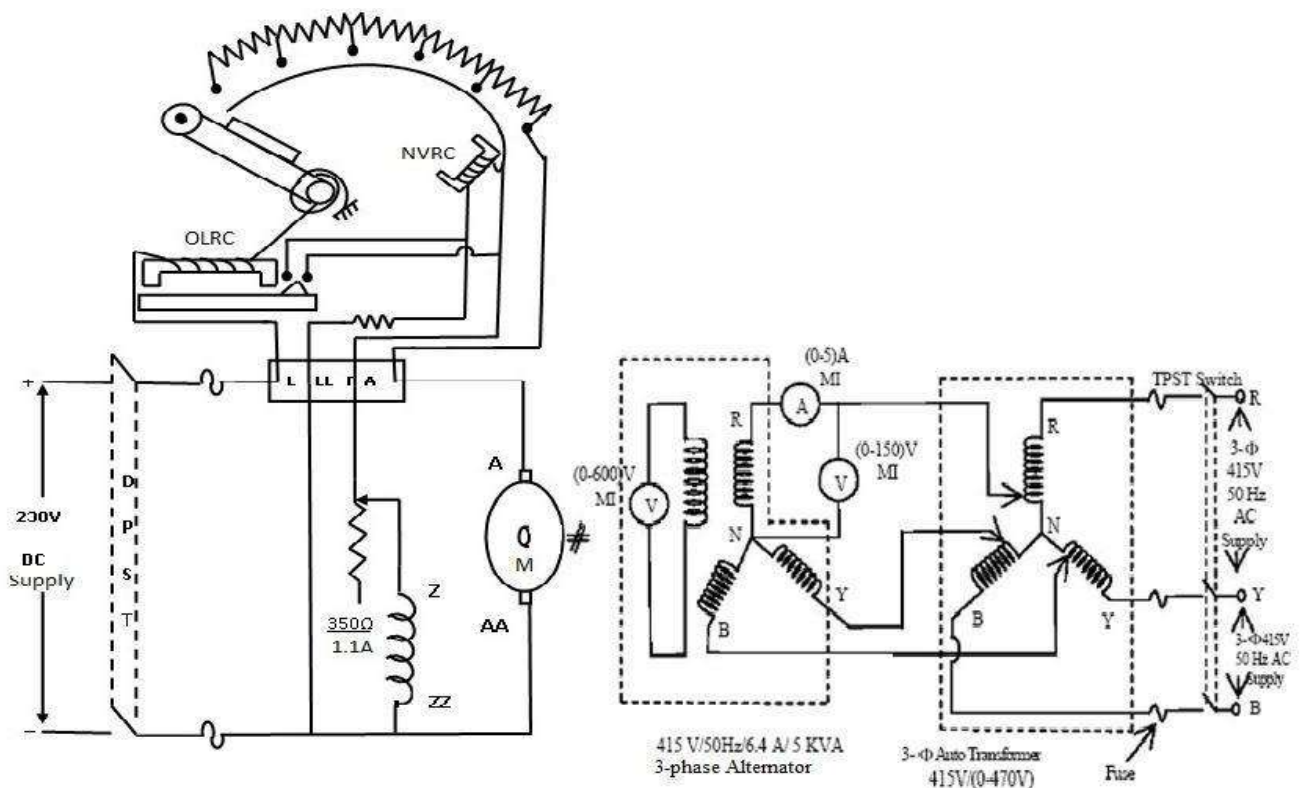 NVRC
OLRC
L LL F A
+
230V
DC
Supply
−
D
P
S
T
A
M
AA
350Ω
1.1A
Z
ZZ
(0-600)V
MI
V
R
N
Y
B
(0-5)A
MI
A
(0-150)V
MI
V
R
N
B
Y
TPST Switch
R
3-Φ
415V
50 Hz
AC
Supply
Y
3-Φ415V
50 Hz AC
Supply
B
415 V/50Hz/6.4 A/ 5 KVA
3-phase Alternator
3-Φ Auto Transformer
415V/(0-470V)
Fuse